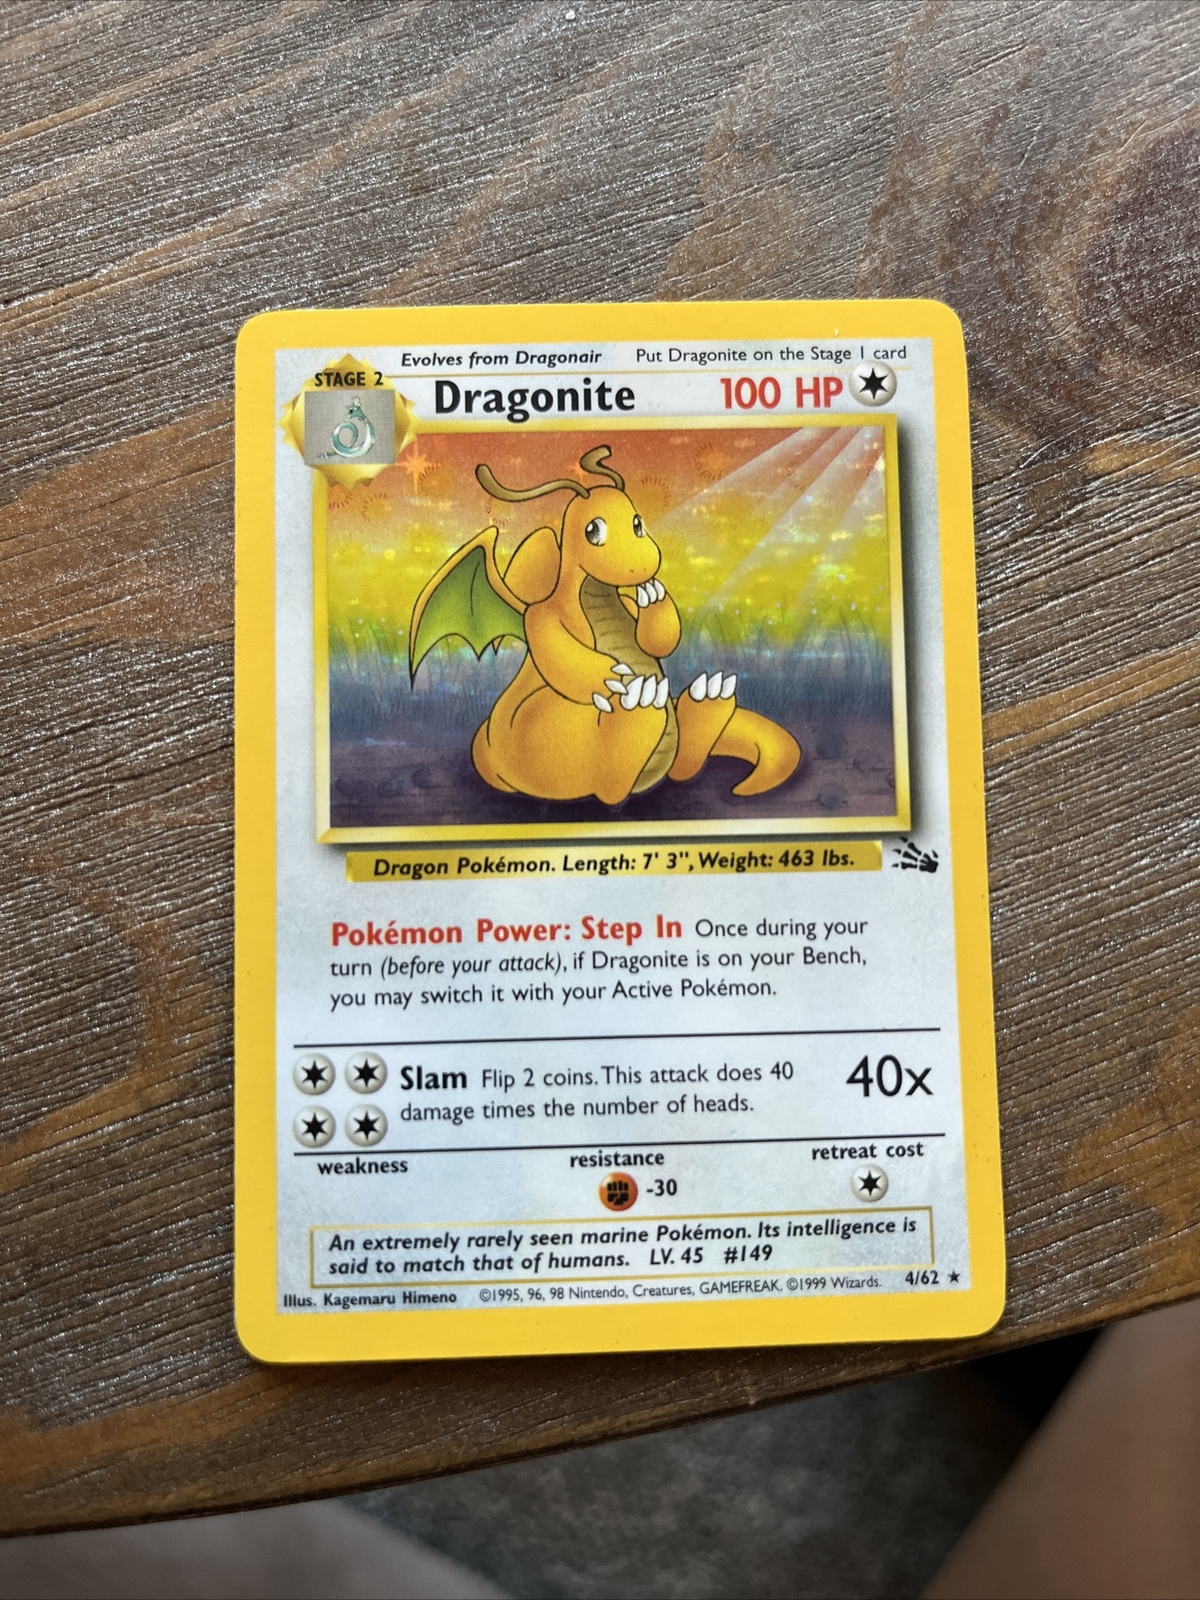 Evolves from Dragonair Put Dragonite on the Stage 1 card
STAGE 2
Dragonite 100 HP
Dragon Pokémon. Length: 7' 3", Weight: 463 lbs.
Pokémon Power: Step In Once during your
turn (before your attack), if Dragonite is on your Bench,
you may switch it with your Active Pokémon.
Slam Flip 2 coins. This attack does 40
damage times the number of heads.
40x
weakness resistance retreat cost
-30
An extremely rarely seen marine Pokémon. Its intelligence is
said to match that of humans. LV. 45 #149
Illus. Kagemaru Himeno ©1995, 96, 98 Nintendo, Creatures, GAMEFREAK. ©1999 Wizards. 4/62 ★